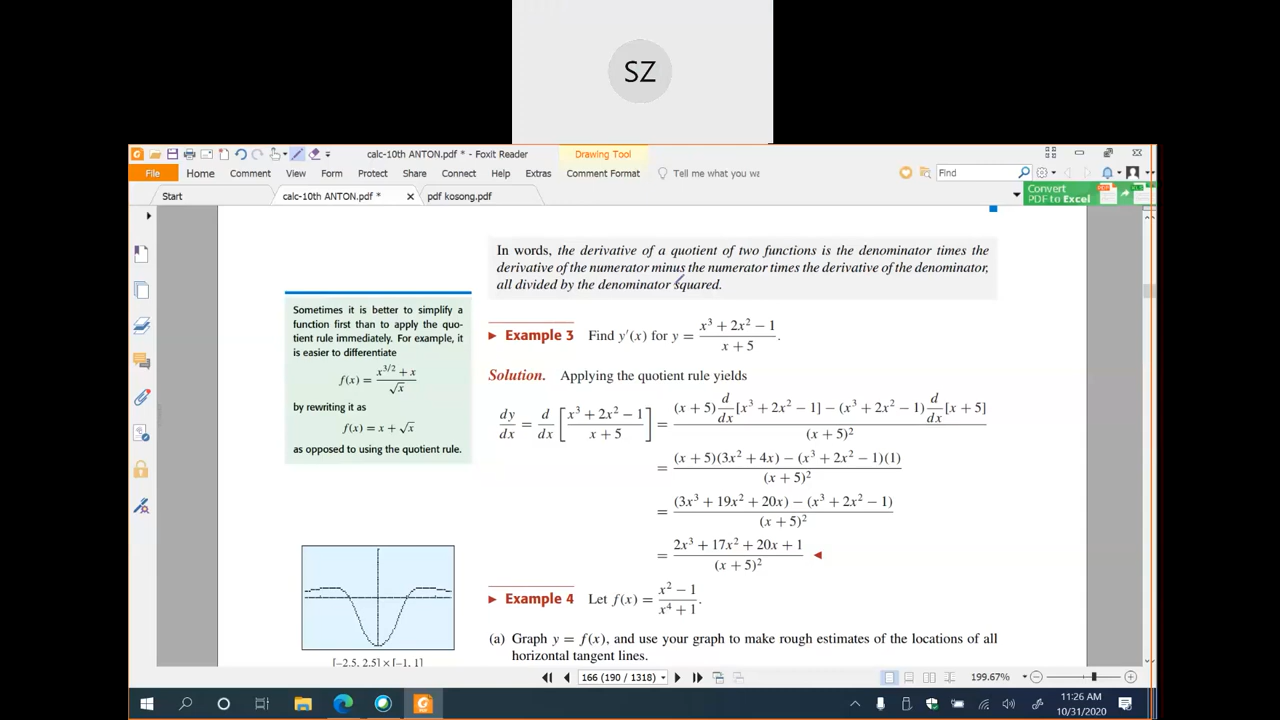 SZ
calc-10th ANTON.pdf * - Foxit Reader
Drawing Tool
File Home Comment View Form Protect Share Connect Help Extras Comment Format Tell me what you wa Find
Start calc-10th ANTON.pdf * pdf kosong.pdf
Convert
PDF to Excel
In words, the derivative of a quotient of two functions is the denominator times the
derivative of the numerator minus the numerator times the derivative of the denominator,
all divided by the denominator squared.
Sometimes it is better to simplify a
function first than to apply the quo-
tient rule immediately. For example, it
is easier to differentiate
f(x) = (x^{3/2} + x)/√x
by rewriting it as
f(x) = x + √x
as opposed to using the quotient rule.
► Example 3 Find y′(x) for y = (x³ + 2x² − 1)/(x + 5).
Solution. Applying the quotient rule yields
dy/dx = d/dx [(x³ + 2x² − 1)/(x + 5)] = ((x + 5) d/dx [x³ + 2x² − 1] − (x³ + 2x² − 1) d/dx [x + 5])/(x + 5)²
= ((x + 5)(3x² + 4x) − (x³ + 2x² − 1)(1))/(x + 5)²
= ((3x³ + 19x² + 20x) − (x³ + 2x² − 1))/(x + 5)²
= (2x³ + 17x² + 20x + 1)/(x + 5)² ◄
► Example 4 Let f(x) = (x² − 1)/(x⁴ + 1).
(a) Graph y = f(x), and use your graph to make rough estimates of the locations of all
horizontal tangent lines.
[−2.5, 2.5] × [−1, 1]
166 (190 / 1318) 199.67%
11:26 AM
10/31/2020